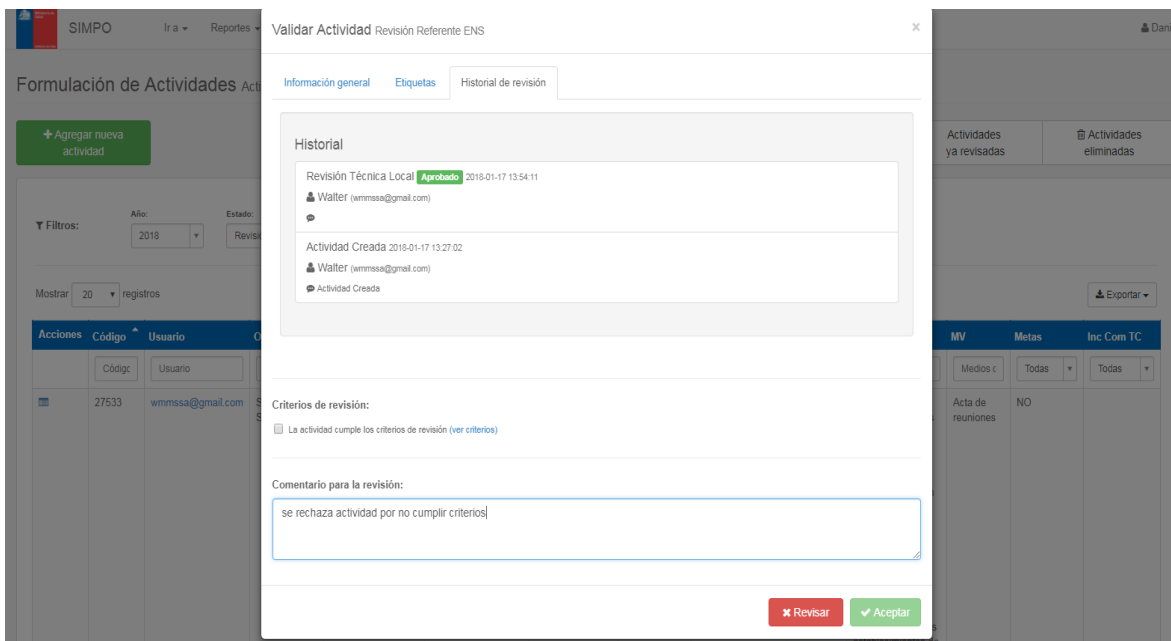 SIMPO Ir a Reportes
Validar Actividad Revisión Referente ENS
×
Dani
Formulación de Actividades Acti
Información general Etiquetas Historial de revisión
Agregar nueva
actividad
Actividades
ya revisadas
Actividades
eliminadas
Historial
Revisión Técnica Local Aprobado 2018-01-17 13:54:11
Walter (wmmssa@gmail.com)
Actividad Creada 2018-01-17 13:27:02
Walter (wmmssa@gmail.com)
Actividad Creada
Filtros:
Año:
2018
Estado:
Revisió
Mostrar 20 registros
Exportar
Acciones Código Usuario O MV Metas Inc Com TC
Códigc Usuario Medios c Todas Todas
27533 wmmssa@gmail.com S Acta de NO
S reuniones
Criterios de revisión:
La actividad cumple los criterios de revisión (ver criterios)
Comentario para la revisión:
se rechaza actividad por no cumplir criterios
Revisar Aceptar